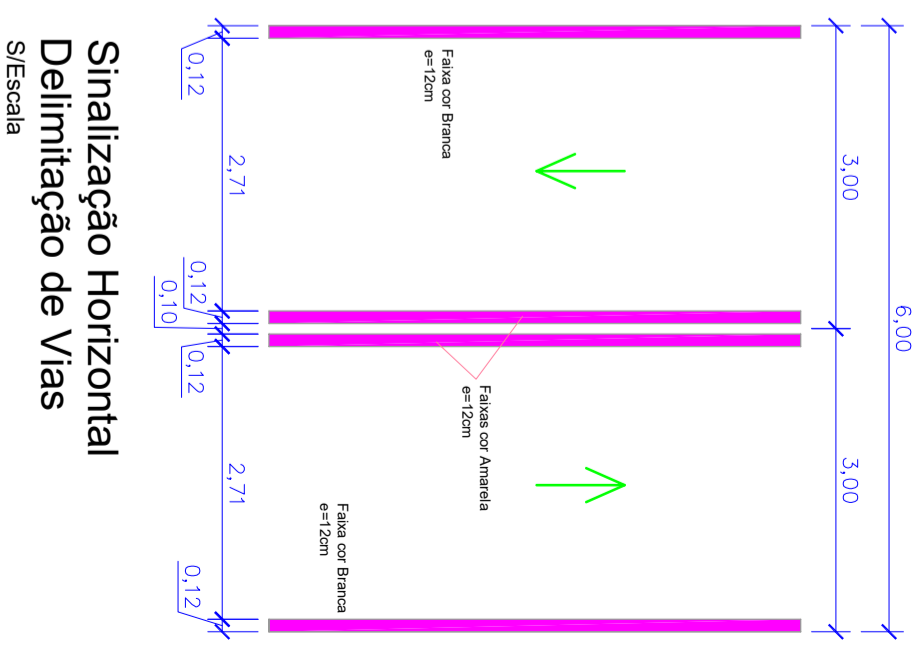 6,00
3,00
3,00
Faixa cor Branca
e=12cm
Faixas cor Amarela
e=12cm
Faixa cor Branca
e=12cm
0,12
2,71
0,12
0,10
0,12
2,71
0,12
Sinalização Horizontal
Delimitação de Vias
S/Escala